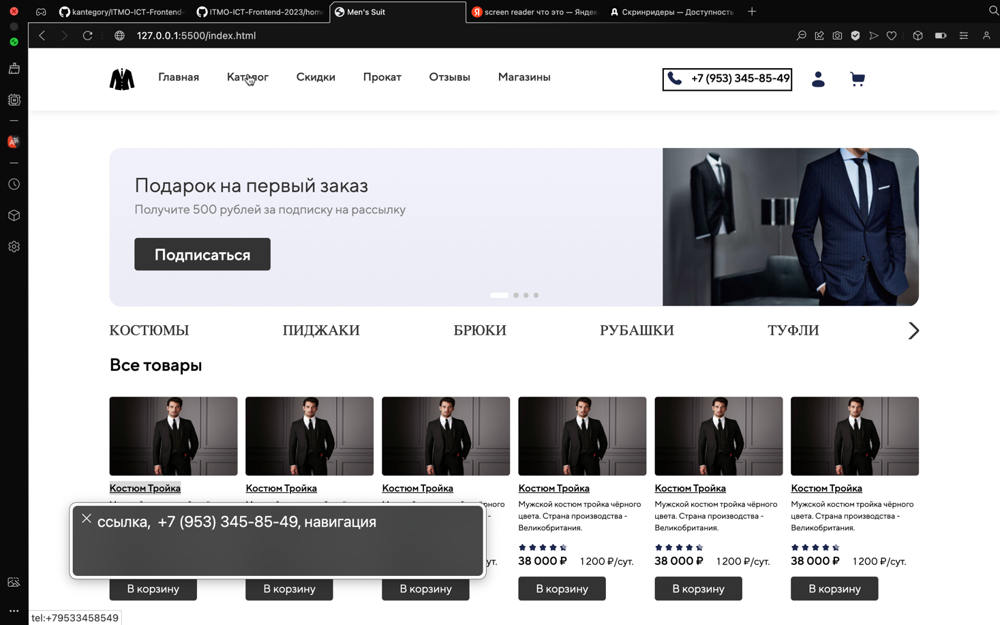 kantegory/ITMO-ICT-Frontend-
ITMO-ICT-Frontend-2023/hom
Men's Suit
screen reader что это — Яндек
Скринридеры — Доступность
127.0.0.1:5500/index.html
Главная
Каталог
Скидки
Прокат
Отзывы
Магазины
+7 (953) 345-85-49
Подарок на первый заказ
Получите 500 рублей за подписку на рассылку
Подписаться
КОСТЮМЫ
ПИДЖАКИ
БРЮКИ
РУБАШКИ
ТУФЛИ
Все товары
Костюм Тройка
Костюм Тройка
Костюм Тройка
Костюм Тройка
Костюм Тройка
Костюм Тройка
Мужской костюм тройка чёрного
цвета. Страна производства -
Великобритания.
Мужской костюм тройка чёрного
цвета. Страна производства -
Великобритания.
Мужской костюм тройка чёрного
цвета. Страна производства -
Великобритания.
ссылка, +7 (953) 345-85-49, навигация
38 000 ₽ 1 200 ₽/сут.
38 000 ₽ 1 200 ₽/сут.
38 000 ₽ 1 200 ₽/сут.
В корзину
В корзину
В корзину
В корзину
В корзину
В корзину
tel:+79533458549